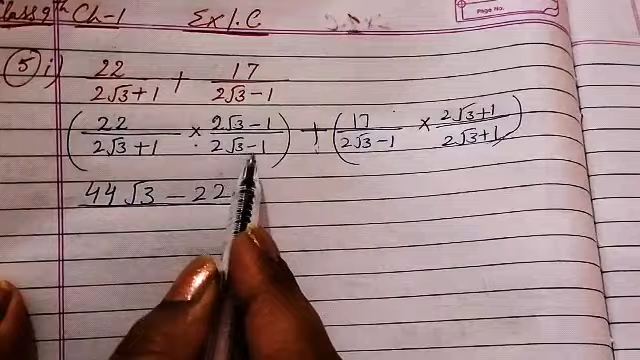 Class 9th Ch-1 Ex 1.C
Page No.
5 i) 22/(2√3+1) + 17/(2√3-1)
(22/(2√3+1) × (2√3-1)/(2√3-1)) + (17/(2√3-1) × (2√3+1)/(2√3+1))
44√3 - 22